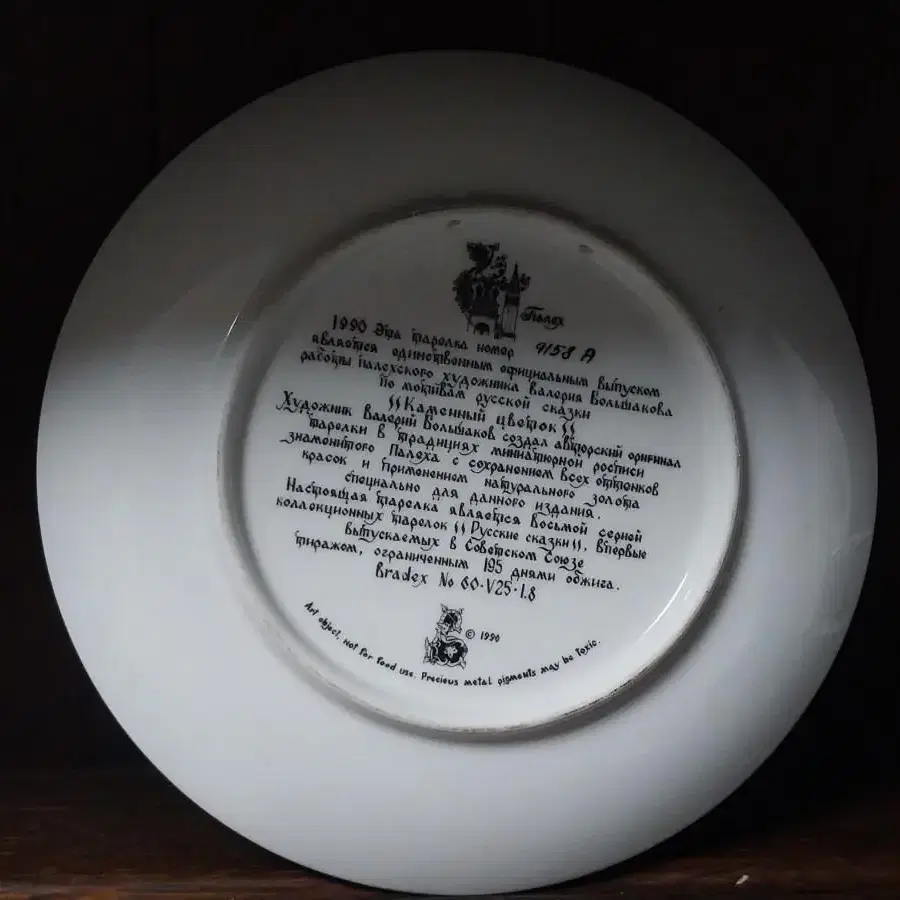 Палех
1990 Эта тарелка номер 9158 A
является единственным официальным выпуском
работы палехского художника Валерия Большакова
по мотивам русской сказки
"Каменный цветок"
Художник Валерий Большаков создал авторский оригинал
тарелки в традициях миниатюрной росписи
знаменитого Палеха с сохранением всех оттенков
красок и применением натурального золота
специально для данного издания.
Настоящая тарелка является восьмой серией
коллекционных тарелок "Русские сказки", впервые
выпускаемых в Советском Союзе
тиражом, ограниченным 195 днями обжига.
Bradex № 60-V25-1.8
© 1990
Art object, not for food use. Precious metal pigments may be toxic.